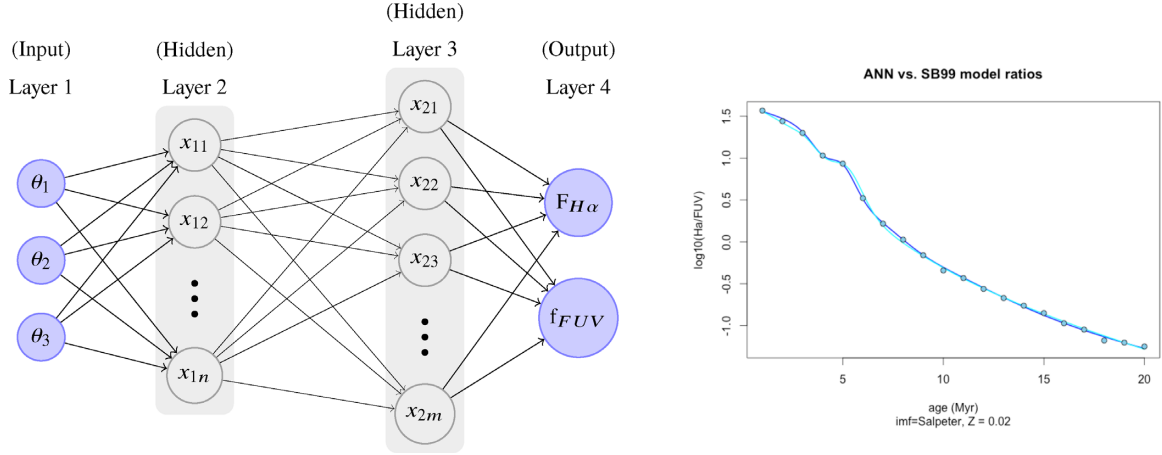 (Input)
Layer 1
(Hidden)
Layer 2
(Hidden)
Layer 3
(Output)
Layer 4
θ1
θ2
θ3
x11
x12
x1n
x21
x22
x23
x2m
FHα
fFUV
ANN vs. SB99 model ratios
log10(Ha/FUV)
1.5
1.0
0.5
0.0
-0.5
-1.0
5
10
15
20
age (Myr)
imf=Salpeter, Z = 0.02